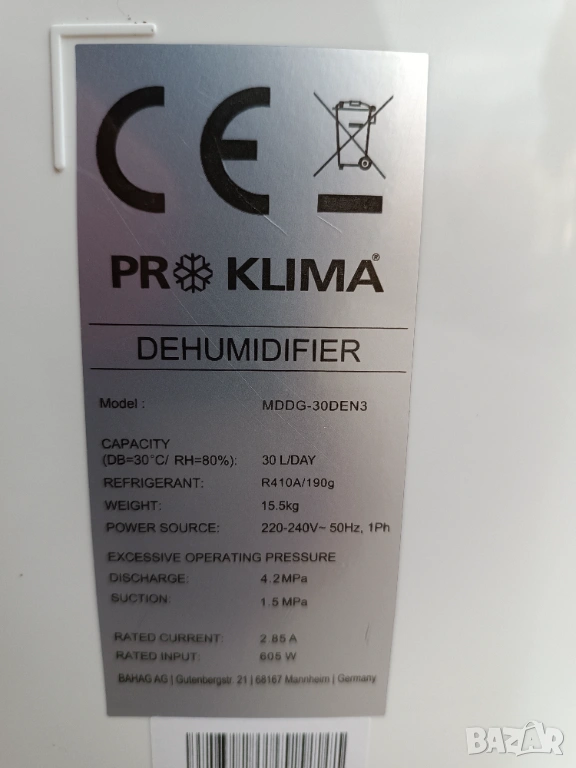 CE
PRO KLIMA®
DEHUMIDIFIER
Model : MDDG-30DEN3
CAPACITY
(DB=30°C/ RH=80%): 30 L/DAY
REFRIGERANT: R410A/190g
WEIGHT: 15.5kg
POWER SOURCE: 220-240V~ 50Hz, 1Ph
EXCESSIVE OPERATING PRESSURE
DISCHARGE: 4.2MPa
SUCTION: 1.5 MPa
RATED CURRENT: 2.85 A
RATED INPUT: 605 W
BAHAG AG | Gutenbergstr. 21 | 68167 Mannheim | Germany
BAZAR